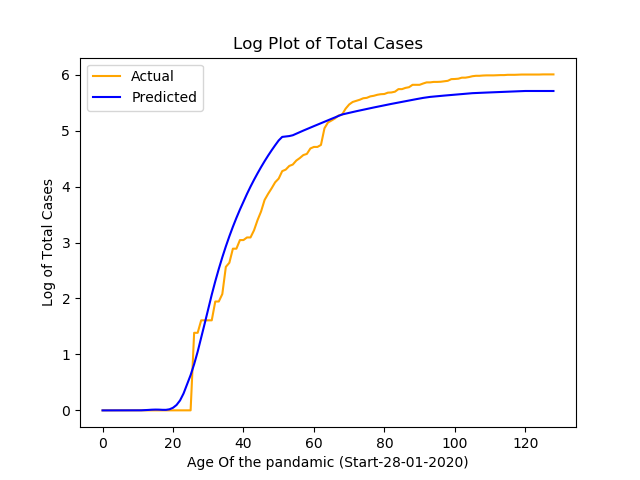 Log Plot of Total Cases
Actual
Predicted
6
5
4
3
2
1
0
Log of Total Cases
0 20 40 60 80 100 120
Age Of the pandamic (Start-28-01-2020)